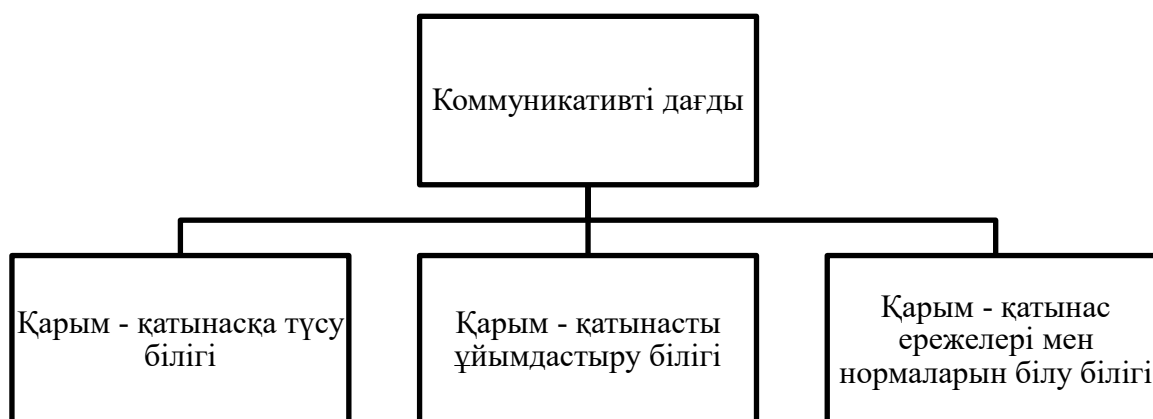 Коммуникативті дағды
Қарым - қатынасқа түсу
білігі
Қарым - қатынасты
ұйымдастыру білігі
Қарым - қатынас
ережелері мен
нормаларын білу білігі